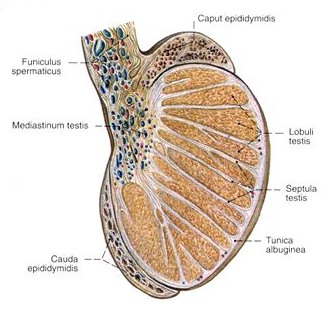 Caput epididymidis
Funiculus
spermaticus
Mediastinum testis
Lobuli
testis
Septula
testis
Tunica
albuginea
Cauda
epididymidis